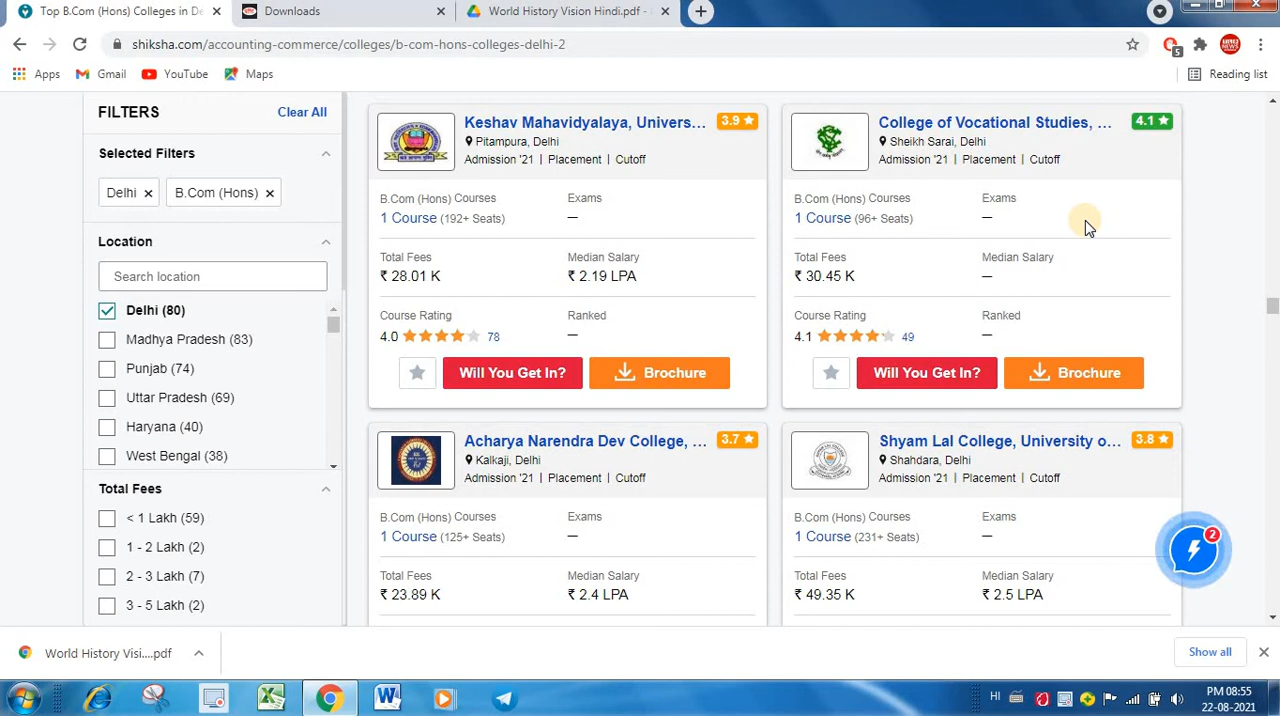 Top B.Com (Hons) Colleges in De
Downloads
World History Vision Hindi.pdf -
shiksha.com/accounting-commerce/colleges/b-com-hons-colleges-delhi-2
5
Apps
Gmail
YouTube
Maps
Reading list
FILTERS
Clear All
Selected Filters
Delhi ×
B.Com (Hons) ×
Location
Search location
Delhi (80)
Madhya Pradesh (83)
Punjab (74)
Uttar Pradesh (69)
Haryana (40)
West Bengal (38)
Total Fees
< 1 Lakh (59)
1 - 2 Lakh (2)
2 - 3 Lakh (7)
3 - 5 Lakh (2)
Keshav Mahavidyalaya, Univers...
3.9
Pitampura, Delhi
Admission '21 | Placement | Cutoff
B.Com (Hons) Courses
Exams
1 Course (192+ Seats)
–
Total Fees
Median Salary
₹ 28.01 K
₹ 2.19 LPA
Course Rating
Ranked
4.0
78
–
Will You Get In?
Brochure
College of Vocational Studies, ...
4.1
Sheikh Sarai, Delhi
Admission '21 | Placement | Cutoff
B.Com (Hons) Courses
Exams
1 Course (96+ Seats)
–
Total Fees
Median Salary
₹ 30.45 K
–
Course Rating
Ranked
4.1
49
–
Will You Get In?
Brochure
Acharya Narendra Dev College, ...
3.7
Kalkaji, Delhi
Admission '21 | Placement | Cutoff
B.Com (Hons) Courses
Exams
1 Course (125+ Seats)
–
Total Fees
Median Salary
₹ 23.89 K
₹ 2.4 LPA
Shyam Lal College, University o...
3.8
Shahdara, Delhi
Admission '21 | Placement | Cutoff
B.Com (Hons) Courses
Exams
1 Course (231+ Seats)
–
Total Fees
Median Salary
₹ 49.35 K
₹ 2.5 LPA
2
World History Visi....pdf
Show all
HI
PM 08:55
22-08-2021